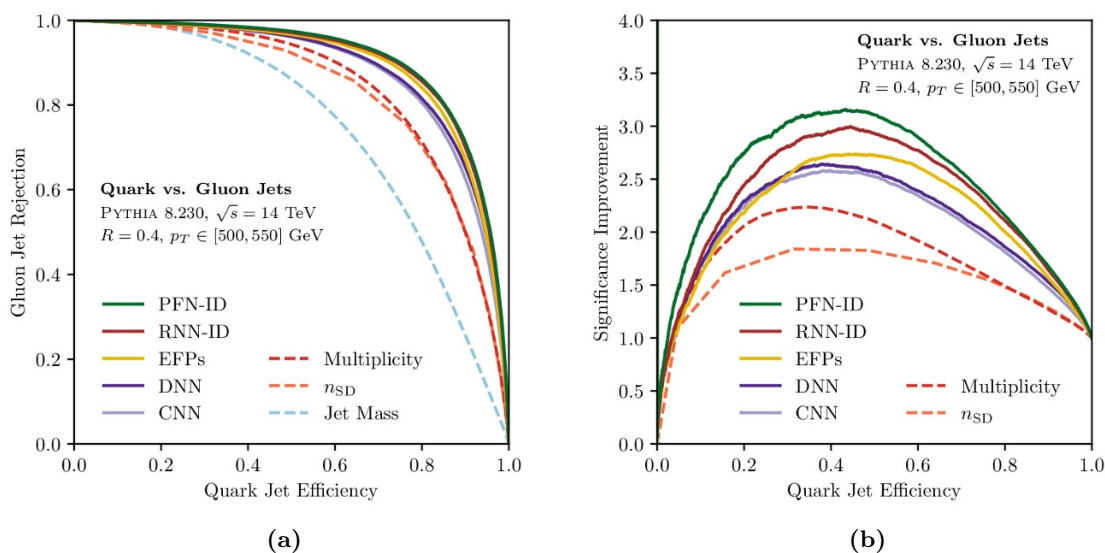 1.0
0.8
0.6
0.4
0.2
0.0
Gluon Jet Rejection
Quark vs. Gluon Jets
PYTHIA 8.230, √s = 14 TeV
R = 0.4, p_T ∈ [500, 550] GeV
PFN-ID
RNN-ID
EFPs
DNN
CNN
Multiplicity
n_SD
Jet Mass
0.0 0.2 0.4 0.6 0.8 1.0
Quark Jet Efficiency
(a)
4.0
3.5
3.0
2.5
2.0
1.5
1.0
0.5
0.0
Significance Improvement
Quark vs. Gluon Jets
PYTHIA 8.230, √s = 14 TeV
R = 0.4, p_T ∈ [500, 550] GeV
PFN-ID
RNN-ID
EFPs
DNN
CNN
Multiplicity
n_SD
0.0 0.2 0.4 0.6 0.8 1.0
Quark Jet Efficiency
(b)